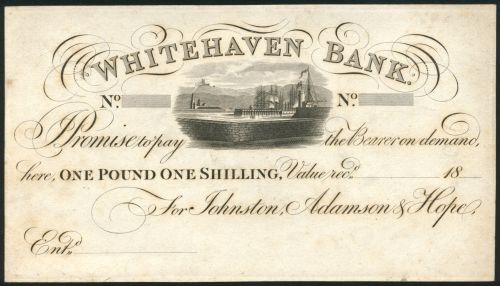 WHITEHAVEN BANK.
No. No.
I Promise to pay the Bearer on demand,
here, ONE POUND ONE SHILLING, Value recd. 18
For Johnston, Adamson & Hope,
Entd.